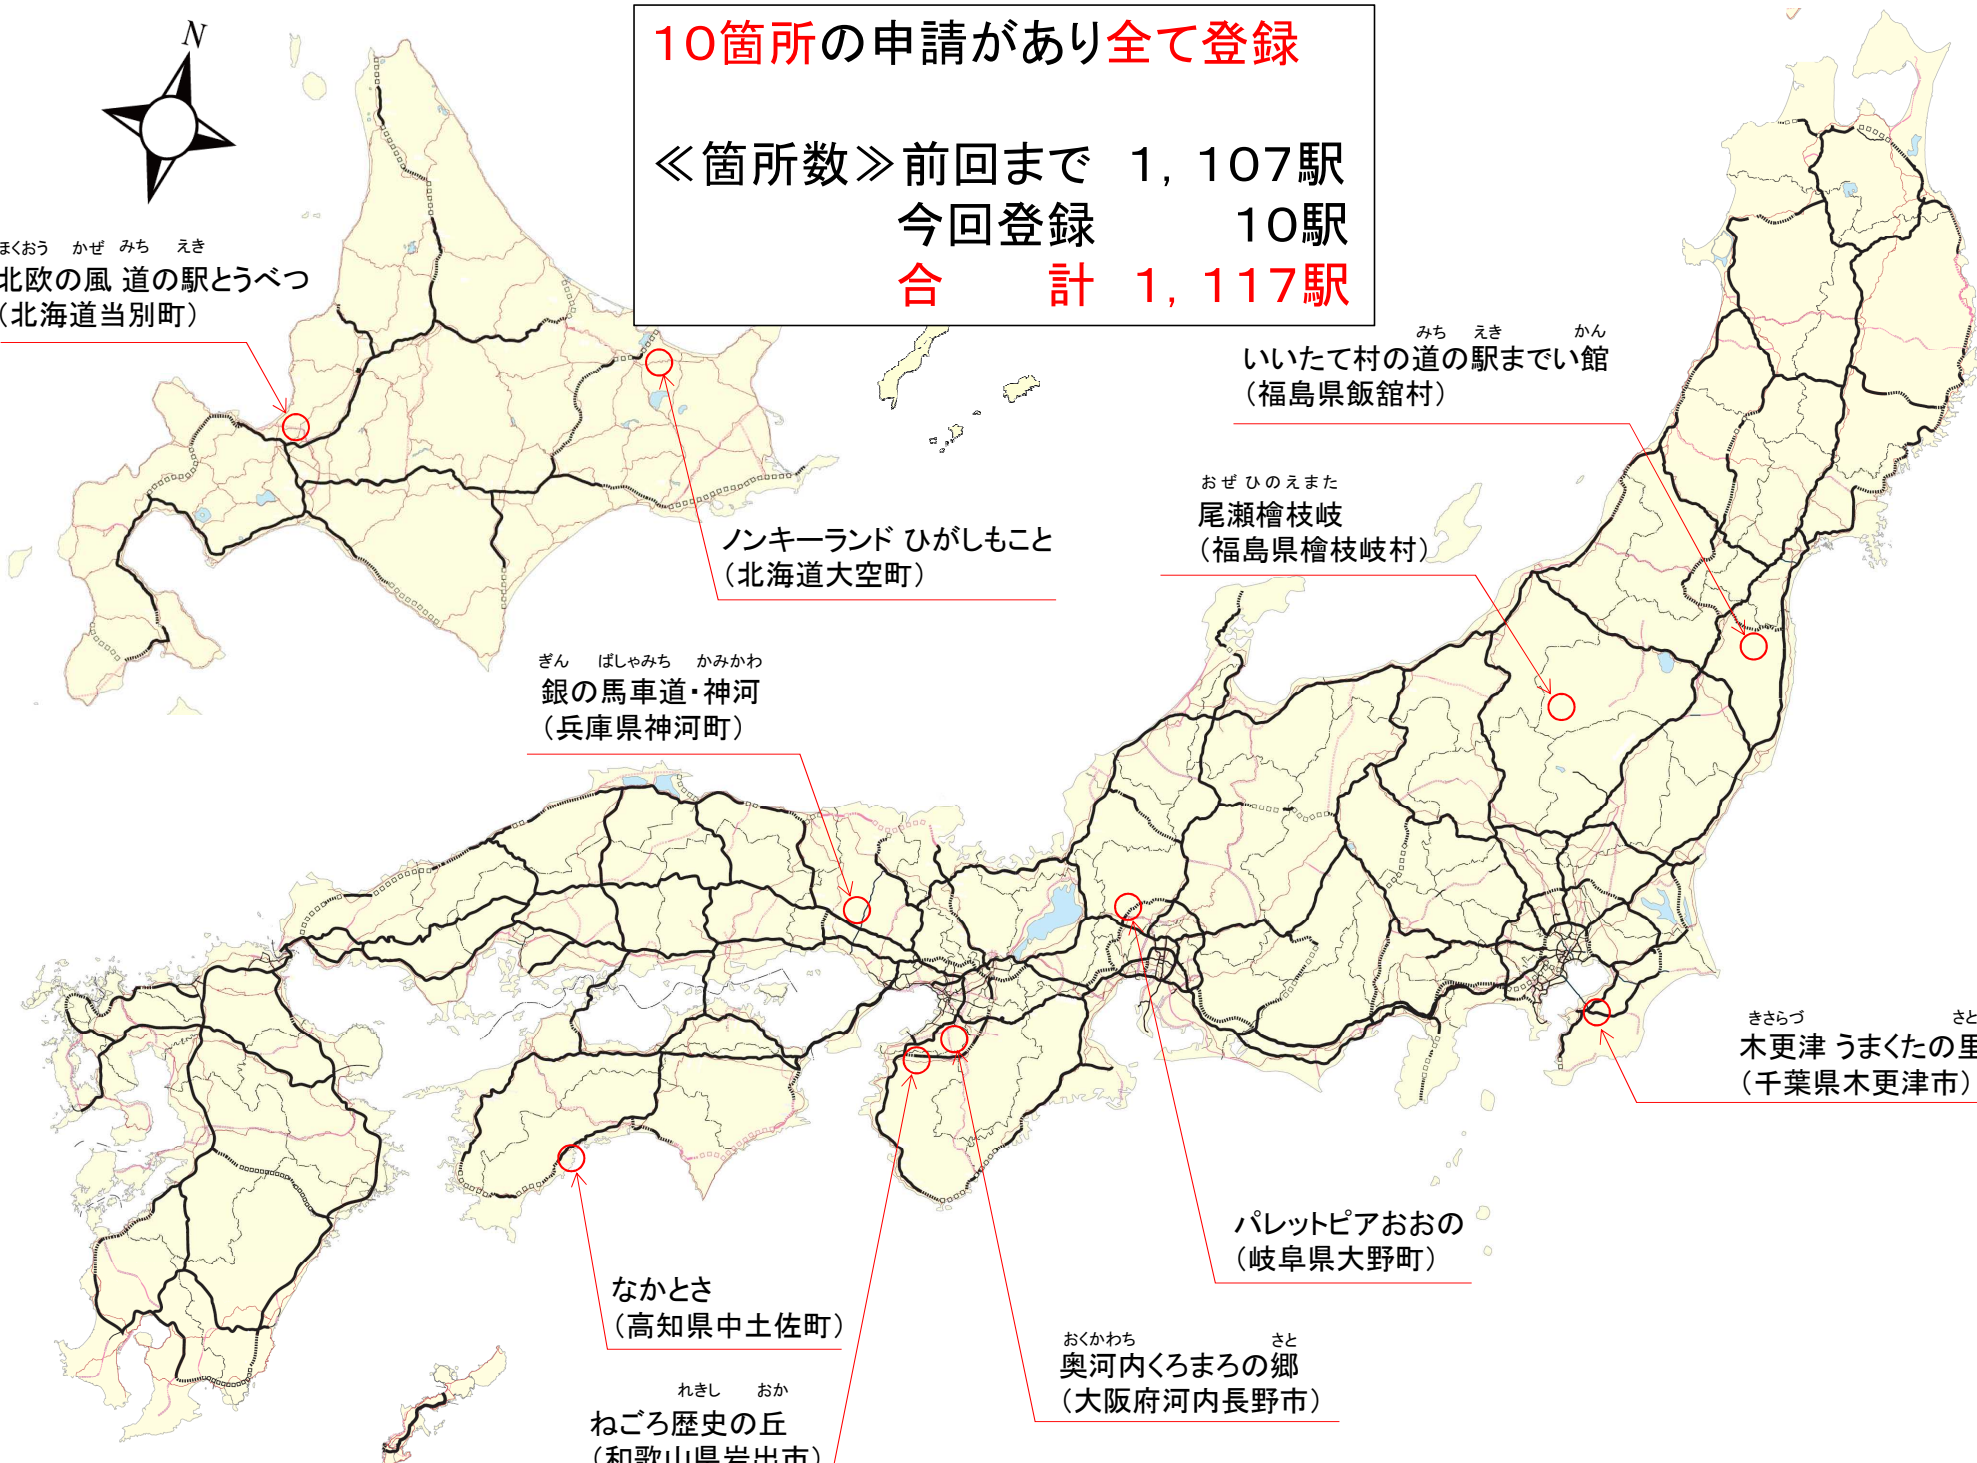 N
10箇所の申請があり全て登録
≪箇所数≫前回まで 1,107駅
今回登録 10駅
合計 1,117駅
ほくおう かぜ みち えき
北欧の風 道の駅とうべつ
(北海道当別町)
ノンキーランド ひがしもこと
(北海道大空町)
みち えき かん
いいたて村の道の駅までい館
(福島県飯舘村)
おぜ ひのえまた
尾瀬檜枝岐
(福島県檜枝岐村)
ぎん ばしゃみち かみかわ
銀の馬車道・神河
(兵庫県神河町)
きさらづ さと
木更津 うまくたの里
(千葉県木更津市)
パレットピアおおの
(岐阜県大野町)
なかとさ
(高知県中土佐町)
おくかわち さと
奥河内くろまろの郷
(大阪府河内長野市)
れきし おか
ねごろ歴史の丘
(和歌山県岩出市)